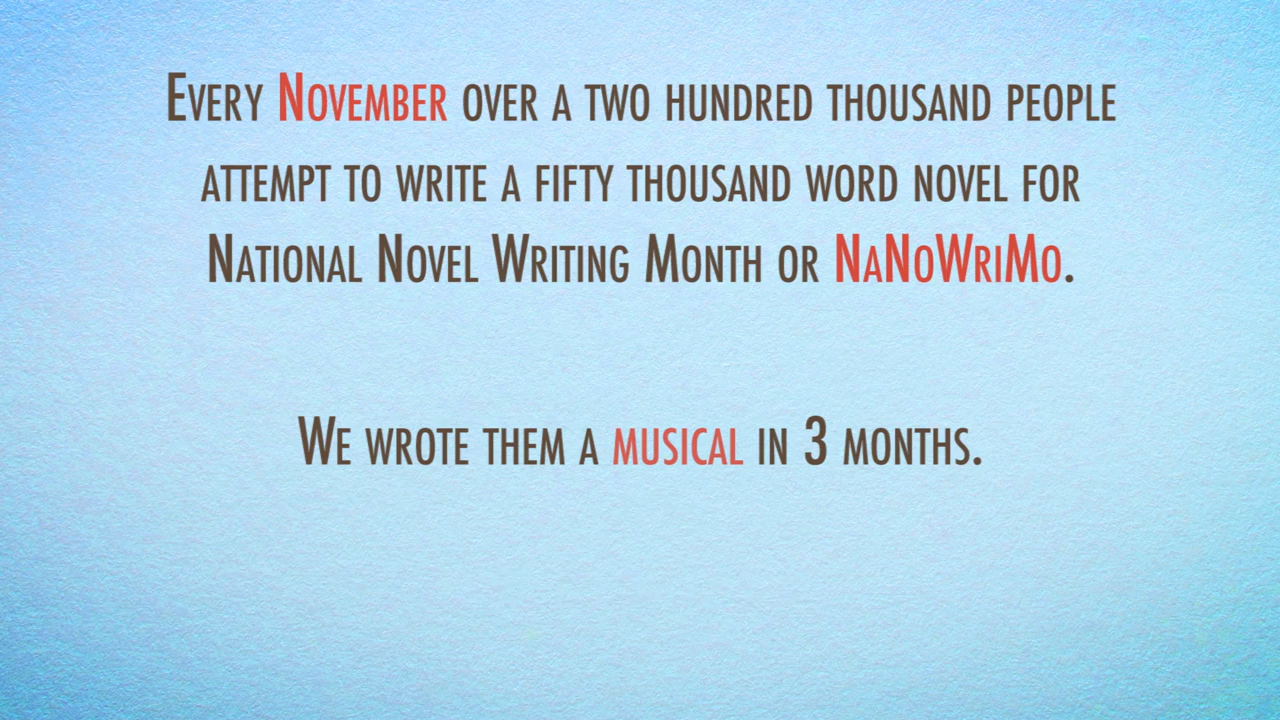 Every November over a two hundred thousand people
attempt to write a fifty thousand word novel for
National Novel Writing Month or NaNoWriMo.
We wrote them a musical in 3 months.